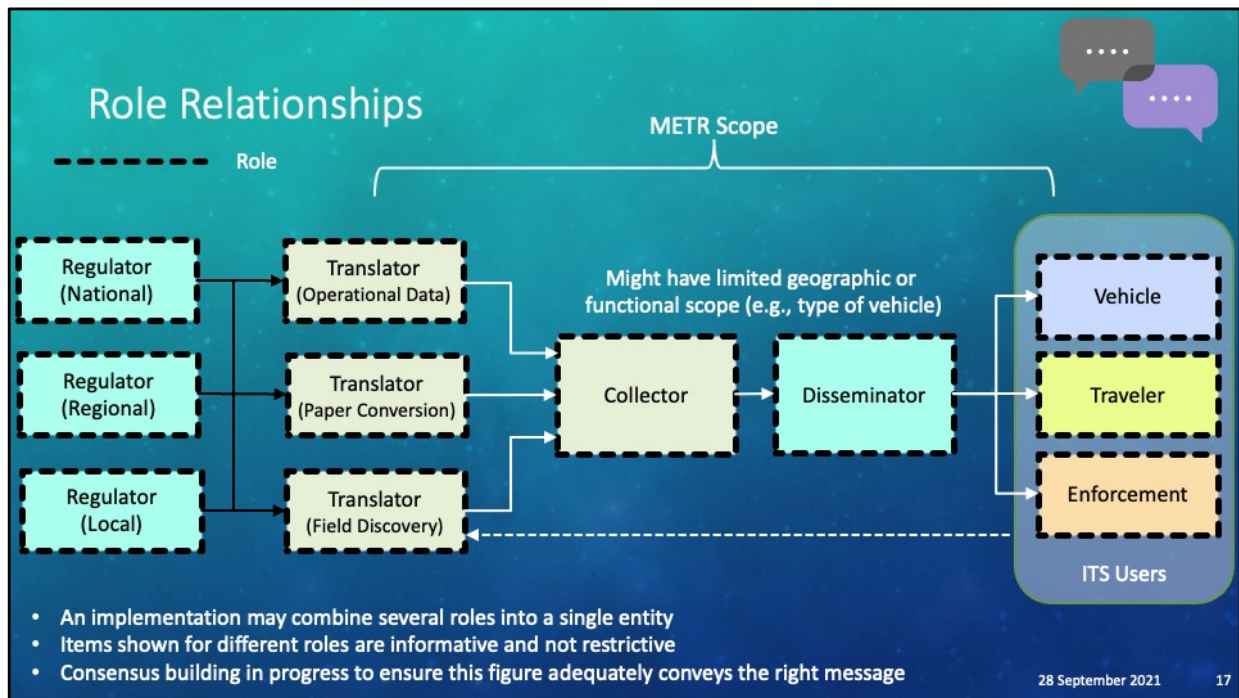 Role Relationships
Role
METR Scope
Regulator
(National)
Translator
(Operational Data)
Regulator
(Regional)
Translator
(Paper Conversion)
Regulator
(Local)
Translator
(Field Discovery)
Might have limited geographic or
functional scope (e.g., type of vehicle)
Collector
Disseminator
Vehicle
Traveler
Enforcement
ITS Users
• An implementation may combine several roles into a single entity
• Items shown for different roles are informative and not restrictive
• Consensus building in progress to ensure this figure adequately conveys the right message
28 September 2021 17